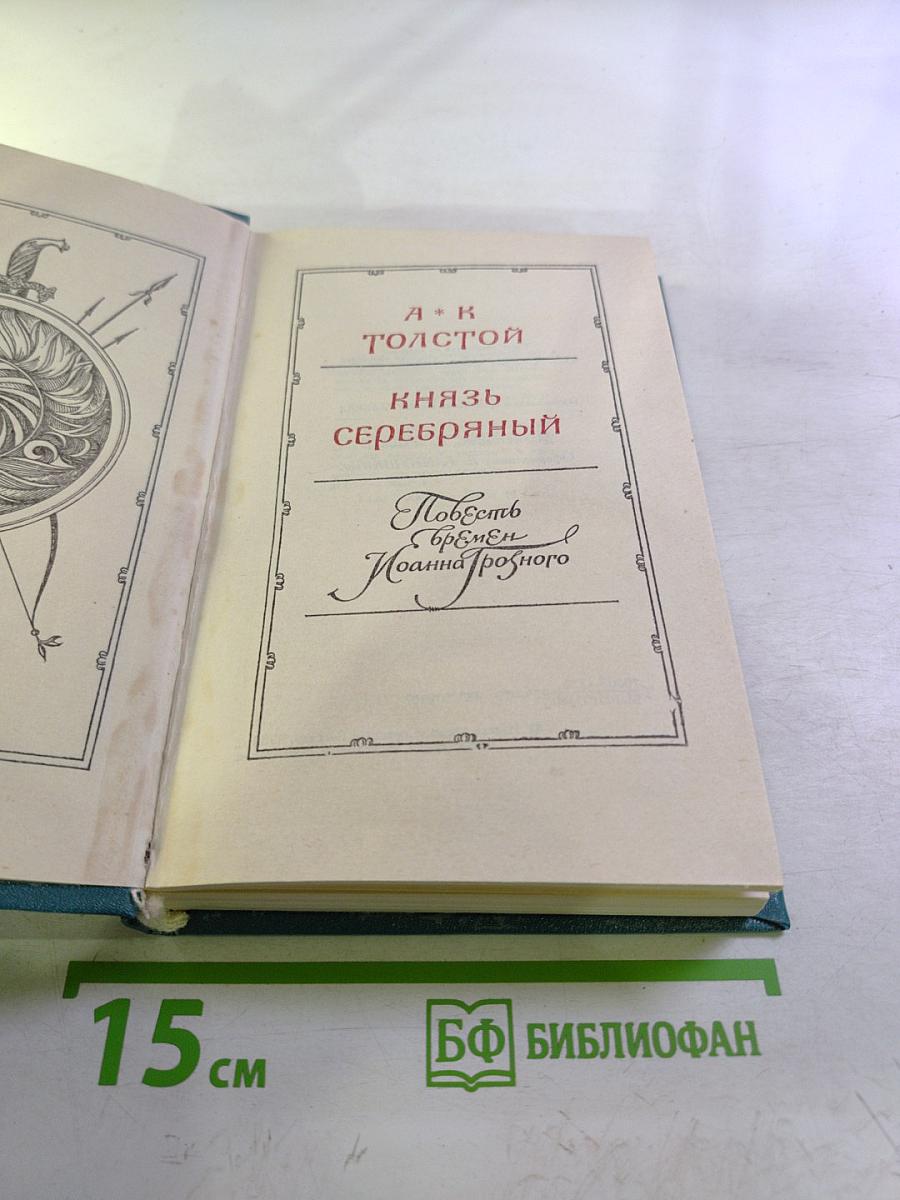 А * К
ТОЛСТОЙ
КНЯЗЬ
СЕРЕБРЯНЫЙ
Повесть
времен
Иоанна Грозного
15 см
БФ БИБЛИОФАН